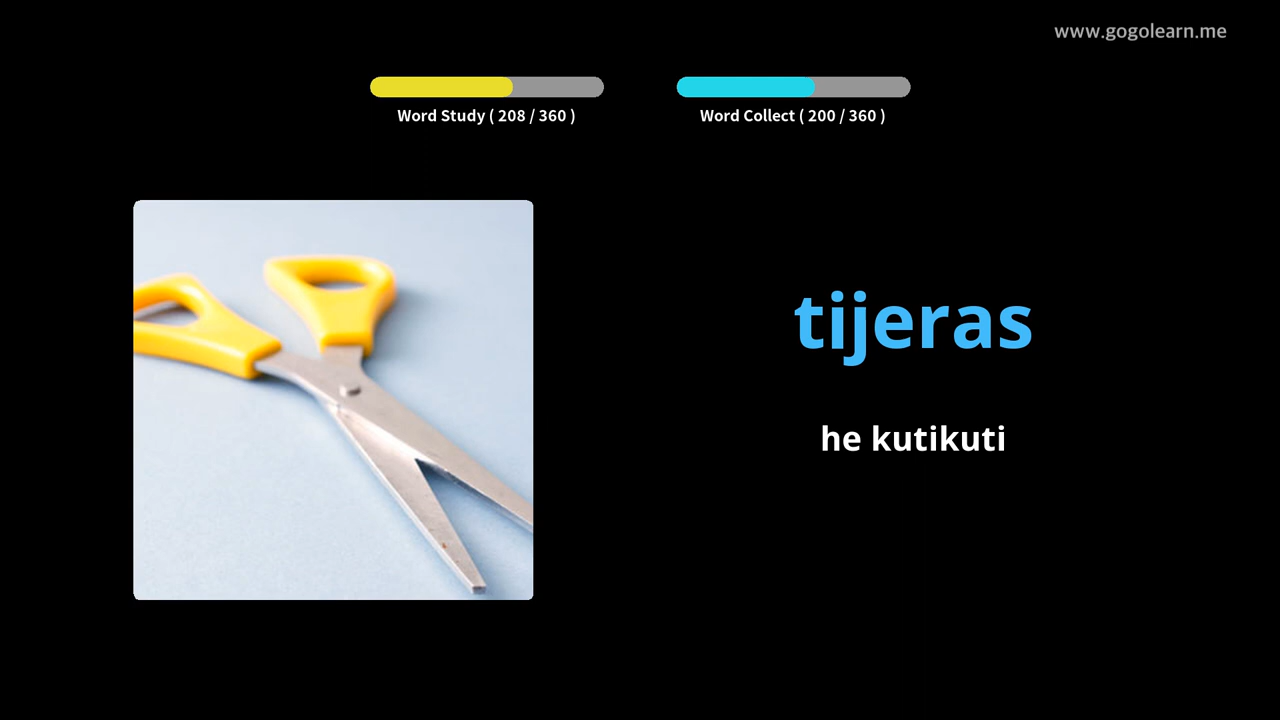 www.gogolearn.me
Word Study ( 208 / 360 )
Word Collect ( 200 / 360 )
tijeras
he kutikuti